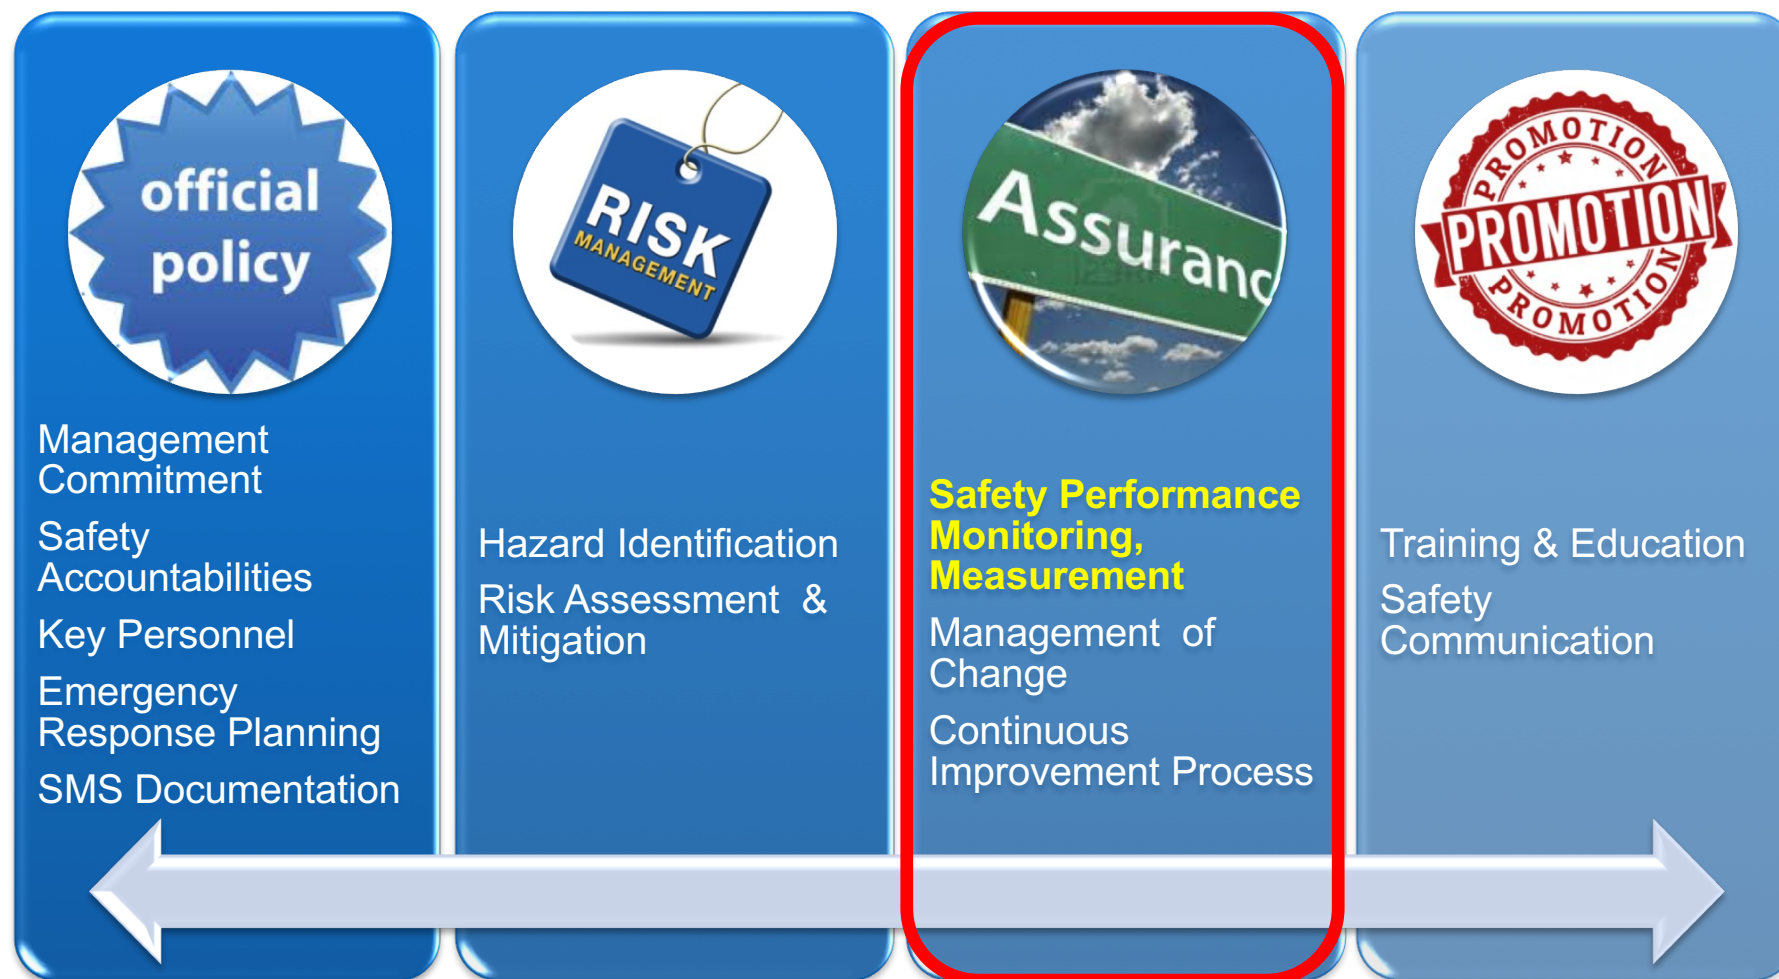 official
policy
Management
Commitment
Safety
Accountabilities
Key Personnel
Emergency
Response Planning
SMS Documentation
RISK
MANAGEMENT
Hazard Identification
Risk Assessment &
Mitigation
Assuranc
Safety Performance
Monitoring,
Measurement
Management of
Change
Continuous
Improvement Process
PROMOTION
PROMOTION
PROMOTION
Training & Education
Safety
Communication